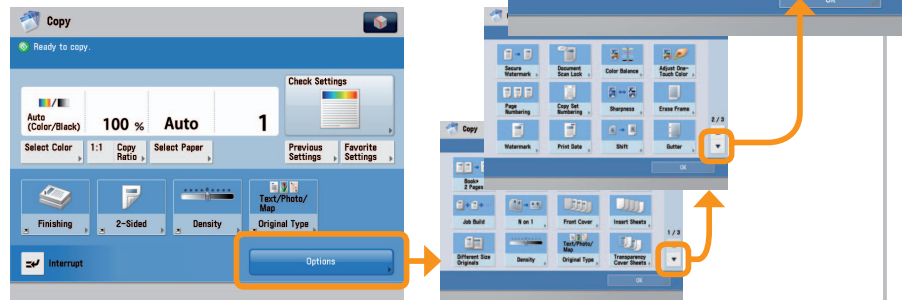 Copy
Ready to copy.
Check Settings
Auto
(Color/Black)
100 %
Auto
1
Select Color
1:1
Copy
Ratio
Select Paper
Previous
Settings
Favorite
Settings
Finishing
2-Sided
Density
Text/Photo/
Map
Original Type
Interrupt
Options
Copy
Book▸
2 Pages
Job Build
N on 1
Front Cover
Insert Sheets
1/3
Different Size
Originals
Density
Text/Photo/
Map
Original Type
Transparency
Cover Sheets
OK
Secure
Watermark
Document
Scan Lock
Color Balance
Adjust One-
Touch Color
Page
Numbering
Copy Set
Numbering
Sharpness
Erase Frame
2/3
Watermark
Print Date
Shift
Gutter
OK
OK